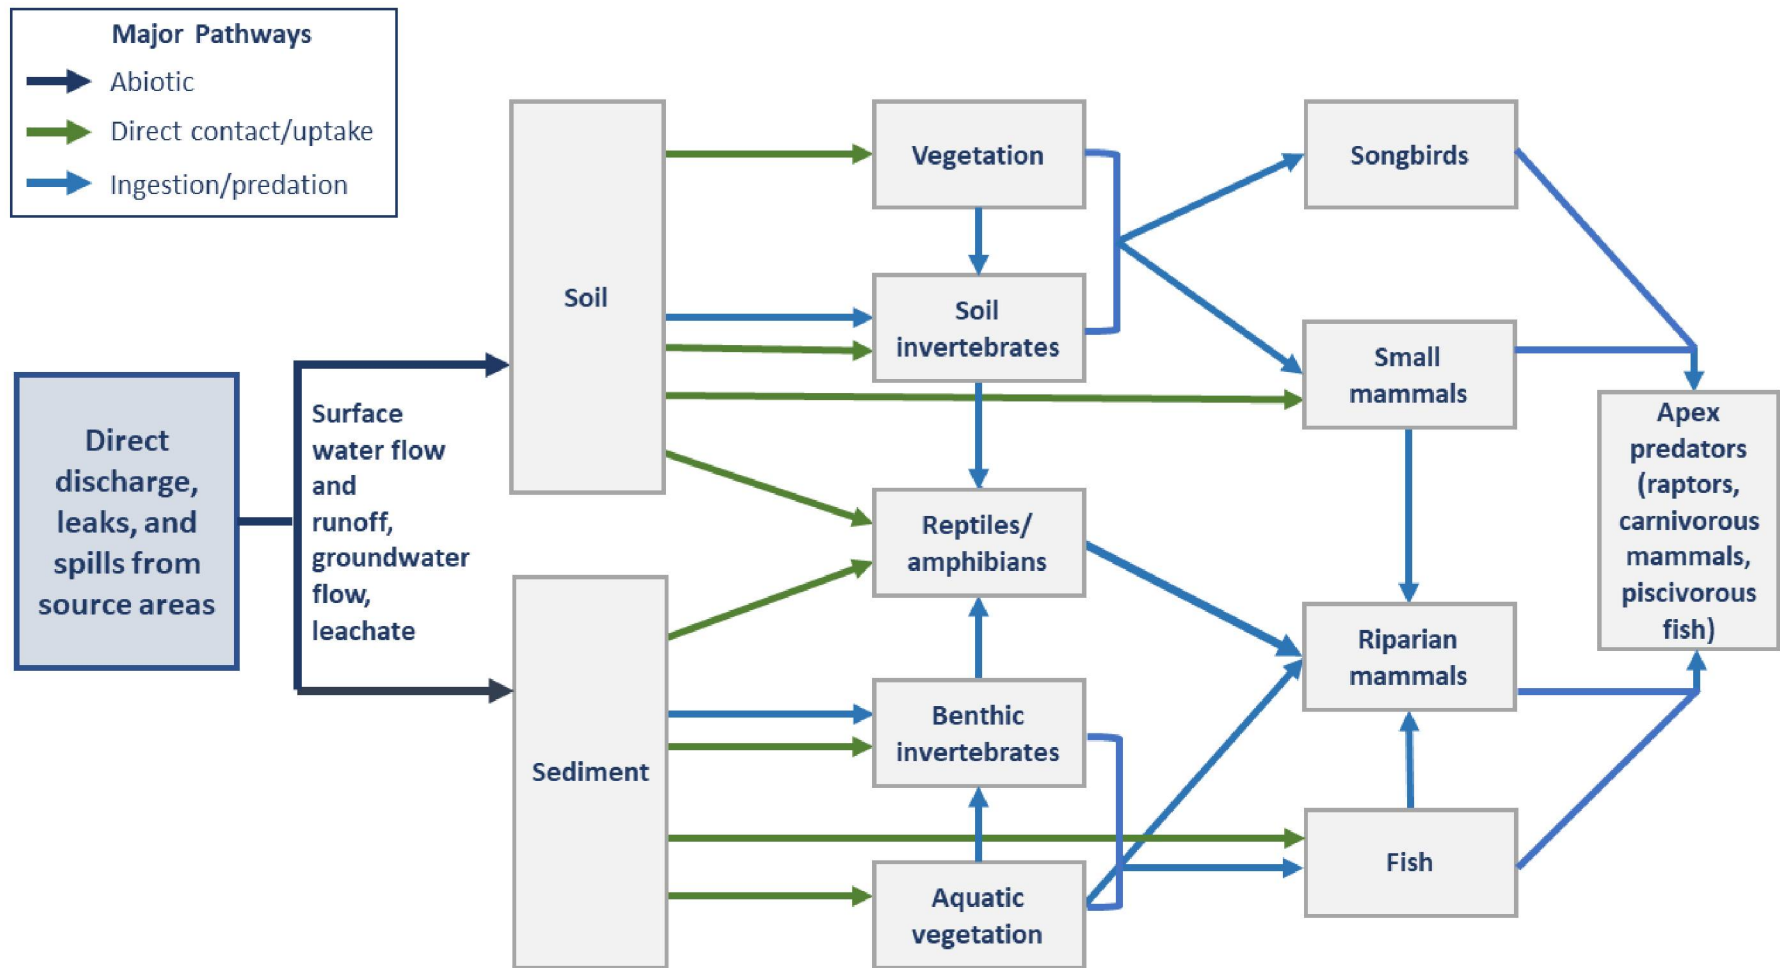 Major Pathways
Abiotic
Direct contact/uptake
Ingestion/predation
Direct
discharge,
leaks, and
spills from
source areas
Surface
water flow
and
runoff,
groundwater
flow,
leachate
Soil
Sediment
Vegetation
Soil
invertebrates
Reptiles/
amphibians
Benthic
invertebrates
Aquatic
vegetation
Songbirds
Small
mammals
Riparian
mammals
Fish
Apex
predators
(raptors,
carnivorous
mammals,
piscivorous
fish)